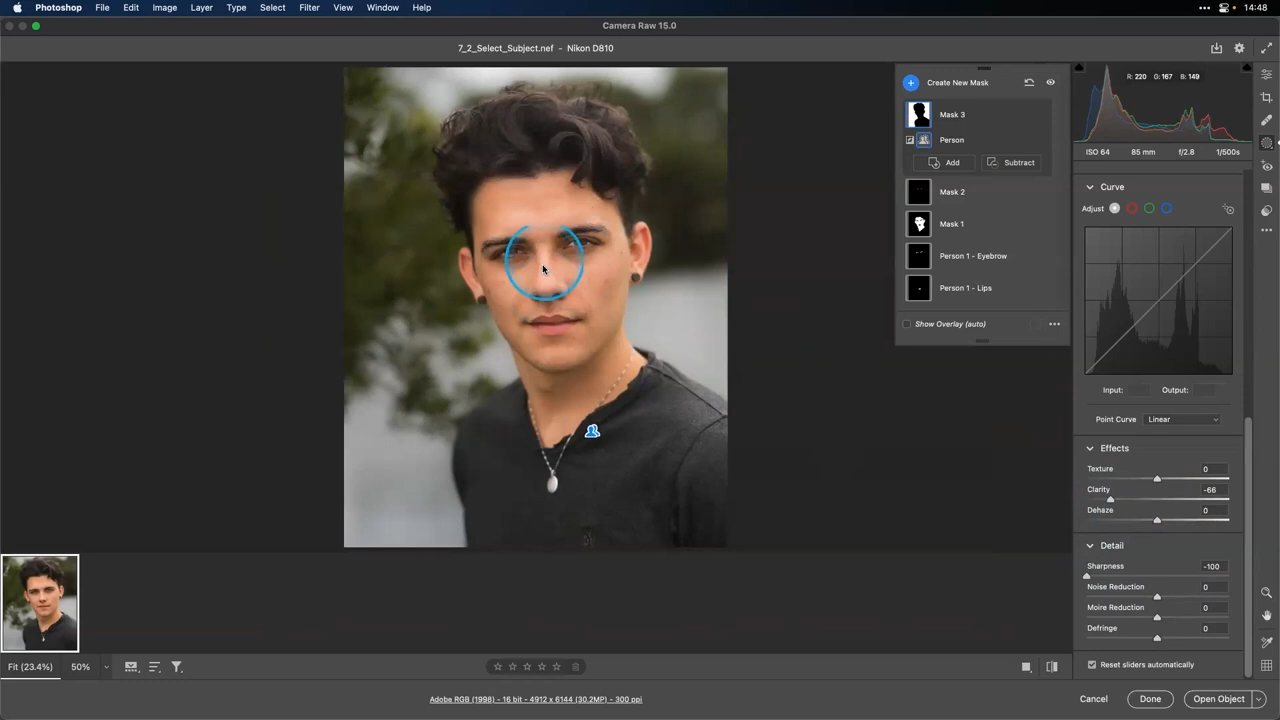 Photoshop File Edit Image Layer Type Select Filter View Window Help 14:48
Camera Raw 15.0
7_2_Select_Subject.nef - Nikon D810
Create New Mask
R: 220 G: 167 B: 149
Mask 3
Person
ISO 64 85 mm f/2.8 1/500s
Add Subtract
Mask 2
Curve
Adjust
Mask 1
Person 1 - Eyebrow
Person 1 - Lips
Show Overlay (auto)
Input: Output:
Point Curve Linear
Effects
Texture 0
Clarity -66
Dehaze 0
Detail
Sharpness -100
Noise Reduction 0
Moire Reduction 0
Defringe 0
Fit (23.4%) 50%
Reset sliders automatically
Adobe RGB (1998) - 16 bit - 4912 x 6144 (30.2MP) - 300 ppi
Cancel Done Open Object